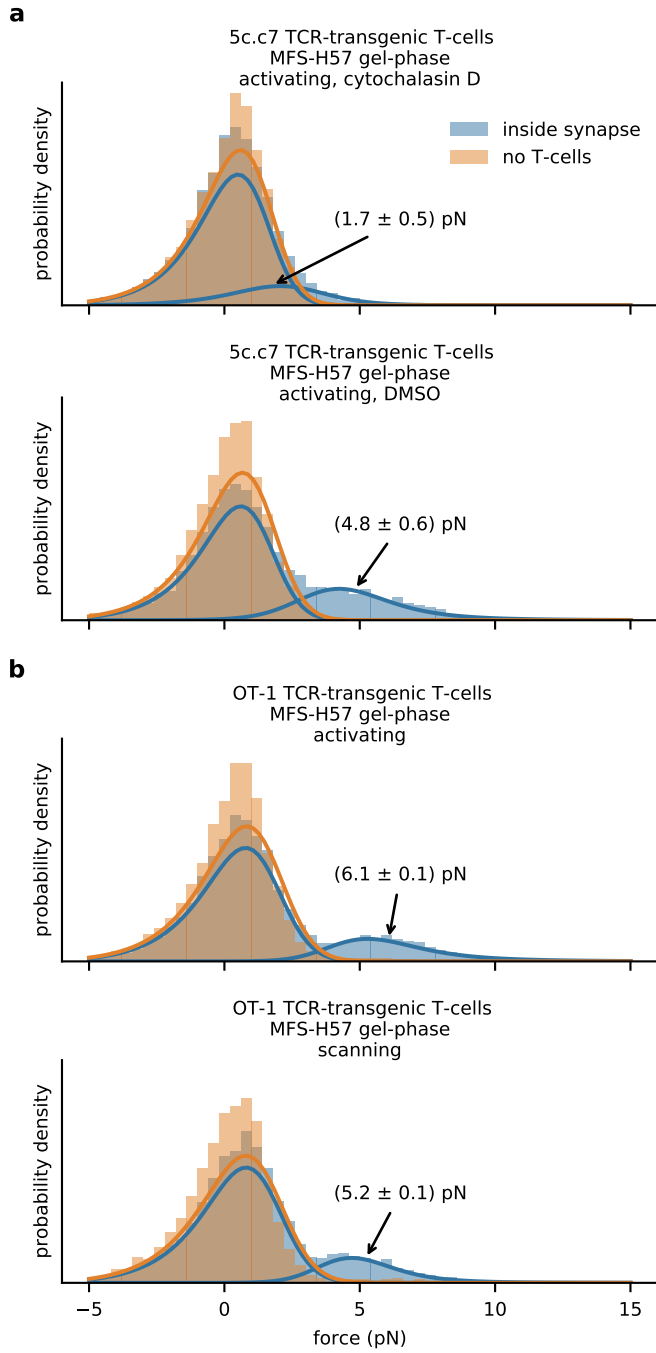 a
5c.c7 TCR-transgenic T-cells
MFS-H57 gel-phase
activating, cytochalasin D
probability density
inside synapse
no T-cells
(1.7 ± 0.5) pN
5c.c7 TCR-transgenic T-cells
MFS-H57 gel-phase
activating, DMSO
probability density
(4.8 ± 0.6) pN
b
OT-1 TCR-transgenic T-cells
MFS-H57 gel-phase
activating
probability density
(6.1 ± 0.1) pN
OT-1 TCR-transgenic T-cells
MFS-H57 gel-phase
scanning
probability density
(5.2 ± 0.1) pN
−5 0 5 10 15
force (pN)